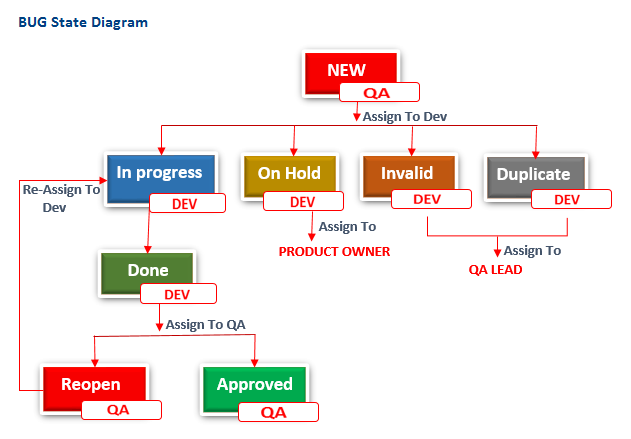 BUG State Diagram
NEW
QA
Assign To Dev
In progress
DEV
On Hold
DEV
Invalid
DEV
Duplicate
DEV
Re-Assign To
Dev
Assign To
PRODUCT OWNER
Assign To
QA LEAD
Done
DEV
Assign To QA
Reopen
QA
Approved
QA